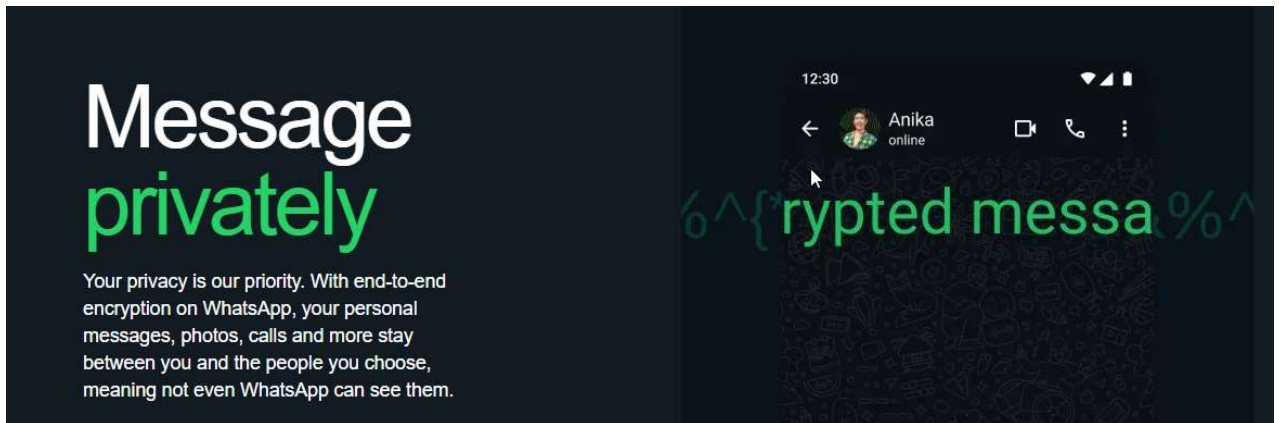 Message
privately
Your privacy is our priority. With end-to-end
encryption on WhatsApp, your personal
messages, photos, calls and more stay
between you and the people you choose,
meaning not even WhatsApp can see them.
12:30
Anika
online
%^{*rypted messa&%^